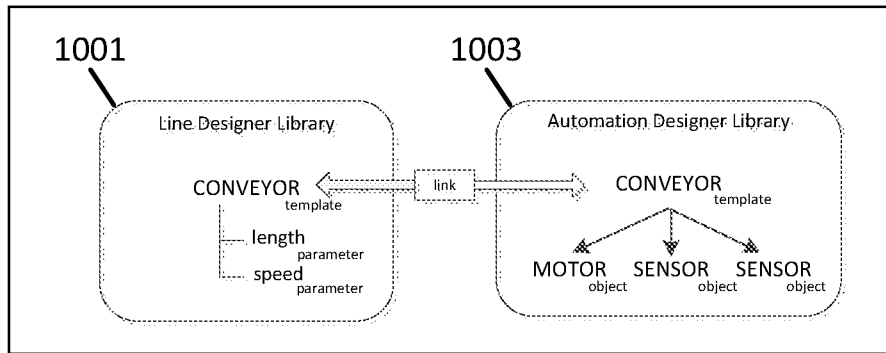 1001
1003
Line Designer Library
Automation Designer Library
link
CONVEYOR template
CONVEYOR template
length parameter
speed parameter
MOTOR object SENSOR object SENSOR object